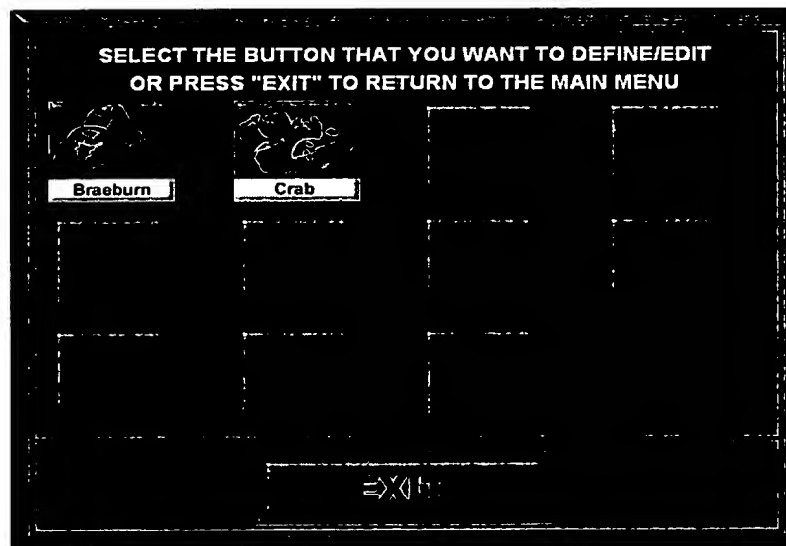 SELECT THE BUTTON THAT YOU WANT TO DEFINE/EDIT
OR PRESS "EXIT" TO RETURN TO THE MAIN MENU
Braeburn
Crab
EXIT